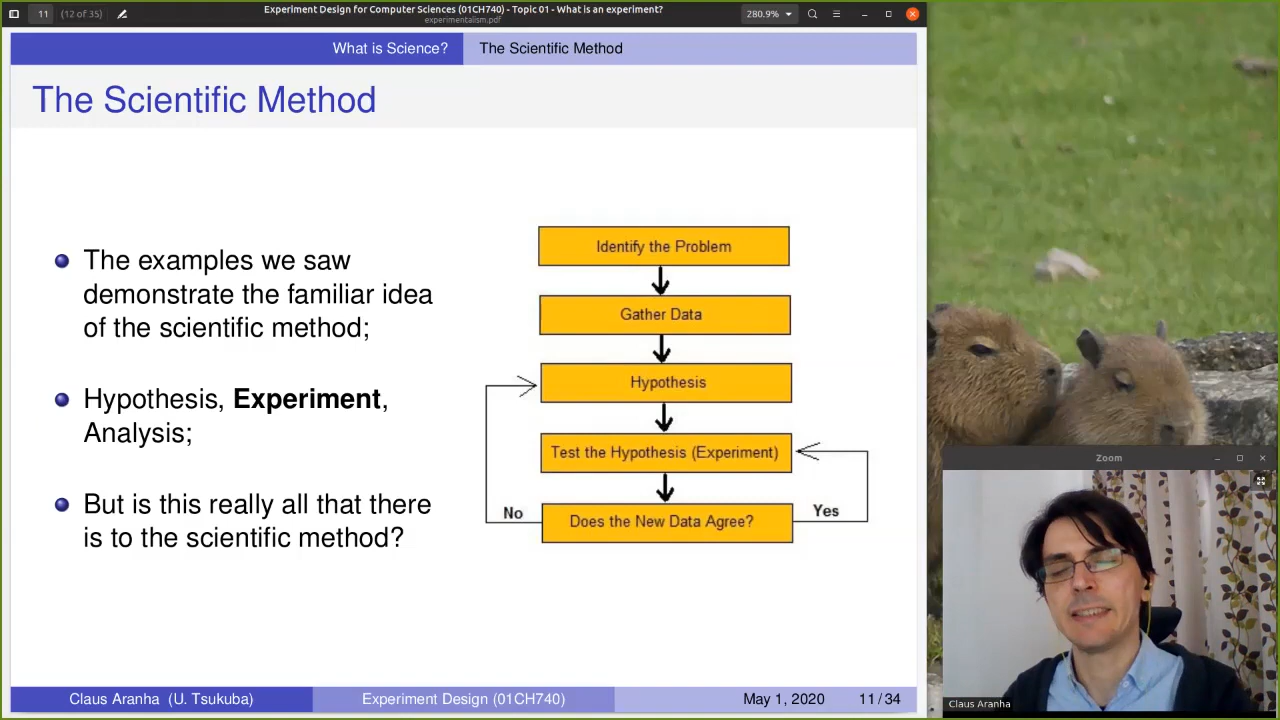 11 (12 of 35) Experiment Design for Computer Sciences (01CH740) - Topic 01 - What is an experiment? 280.9%
experimentalism.pdf
What is Science? The Scientific Method
The Scientific Method
The examples we saw
demonstrate the familiar idea
of the scientific method;
Hypothesis, Experiment,
Analysis;
But is this really all that there
is to the scientific method?
Identify the Problem
Gather Data
Hypothesis
Test the Hypothesis (Experiment)
Does the New Data Agree?
No
Yes
Zoom
Claus Aranha
Claus Aranha (U. Tsukuba) Experiment Design (01CH740) May 1, 2020 11 / 34